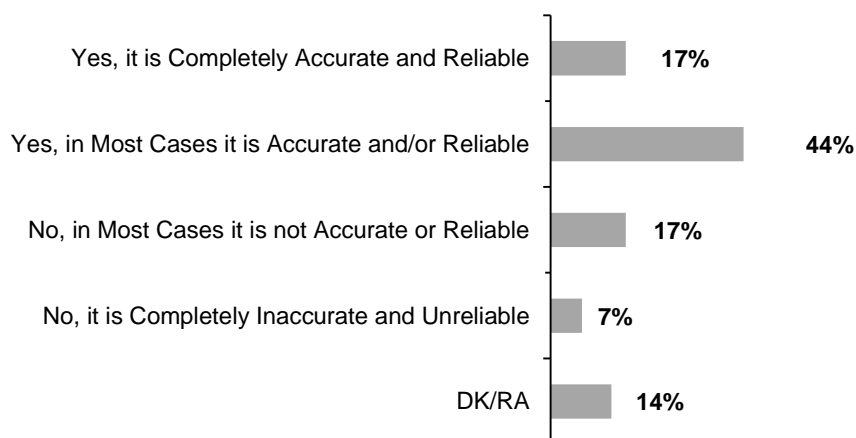 Yes, it is Completely Accurate and Reliable 17%
Yes, in Most Cases it is Accurate and/or Reliable 44%
No, in Most Cases it is not Accurate or Reliable 17%
No, it is Completely Inaccurate and Unreliable 7%
DK/RA 14%